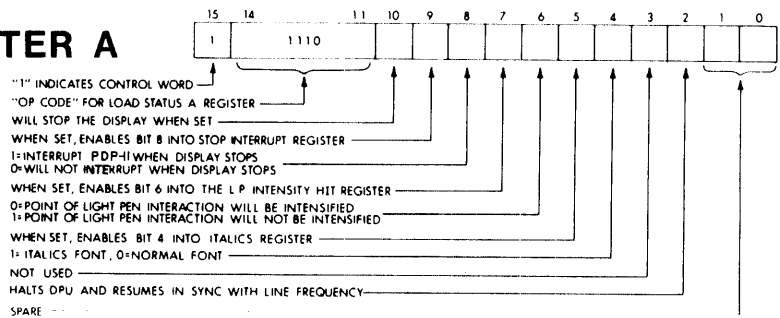 15 14 11 10 9 8 7 6 5 4 3 2 1 0
TER A
1 1110
"1" INDICATES CONTROL WORD
"OP CODE" FOR LOAD STATUS A REGISTER
WILL STOP THE DISPLAY WHEN SET
WHEN SET, ENABLES BIT 8 INTO STOP INTERRUPT REGISTER
1=INTERRUPT PDP-11 WHEN DISPLAY STOPS
0=WILL NOT INTERRUPT WHEN DISPLAY STOPS
WHEN SET, ENABLES BIT 6 INTO THE L P INTENSITY HIT REGISTER
0=POINT OF LIGHT PEN INTERACTION WILL BE INTENSIFIED
1=POINT OF LIGHT PEN INTERACTION WILL NOT BE INTENSIFIED
WHEN SET, ENABLES BIT 4 INTO ITALICS REGISTER
1= ITALICS FONT, 0=NORMAL FONT
NOT USED
HALTS DPU AND RESUMES IN SYNC WITH LINE FREQUENCY
SPARE